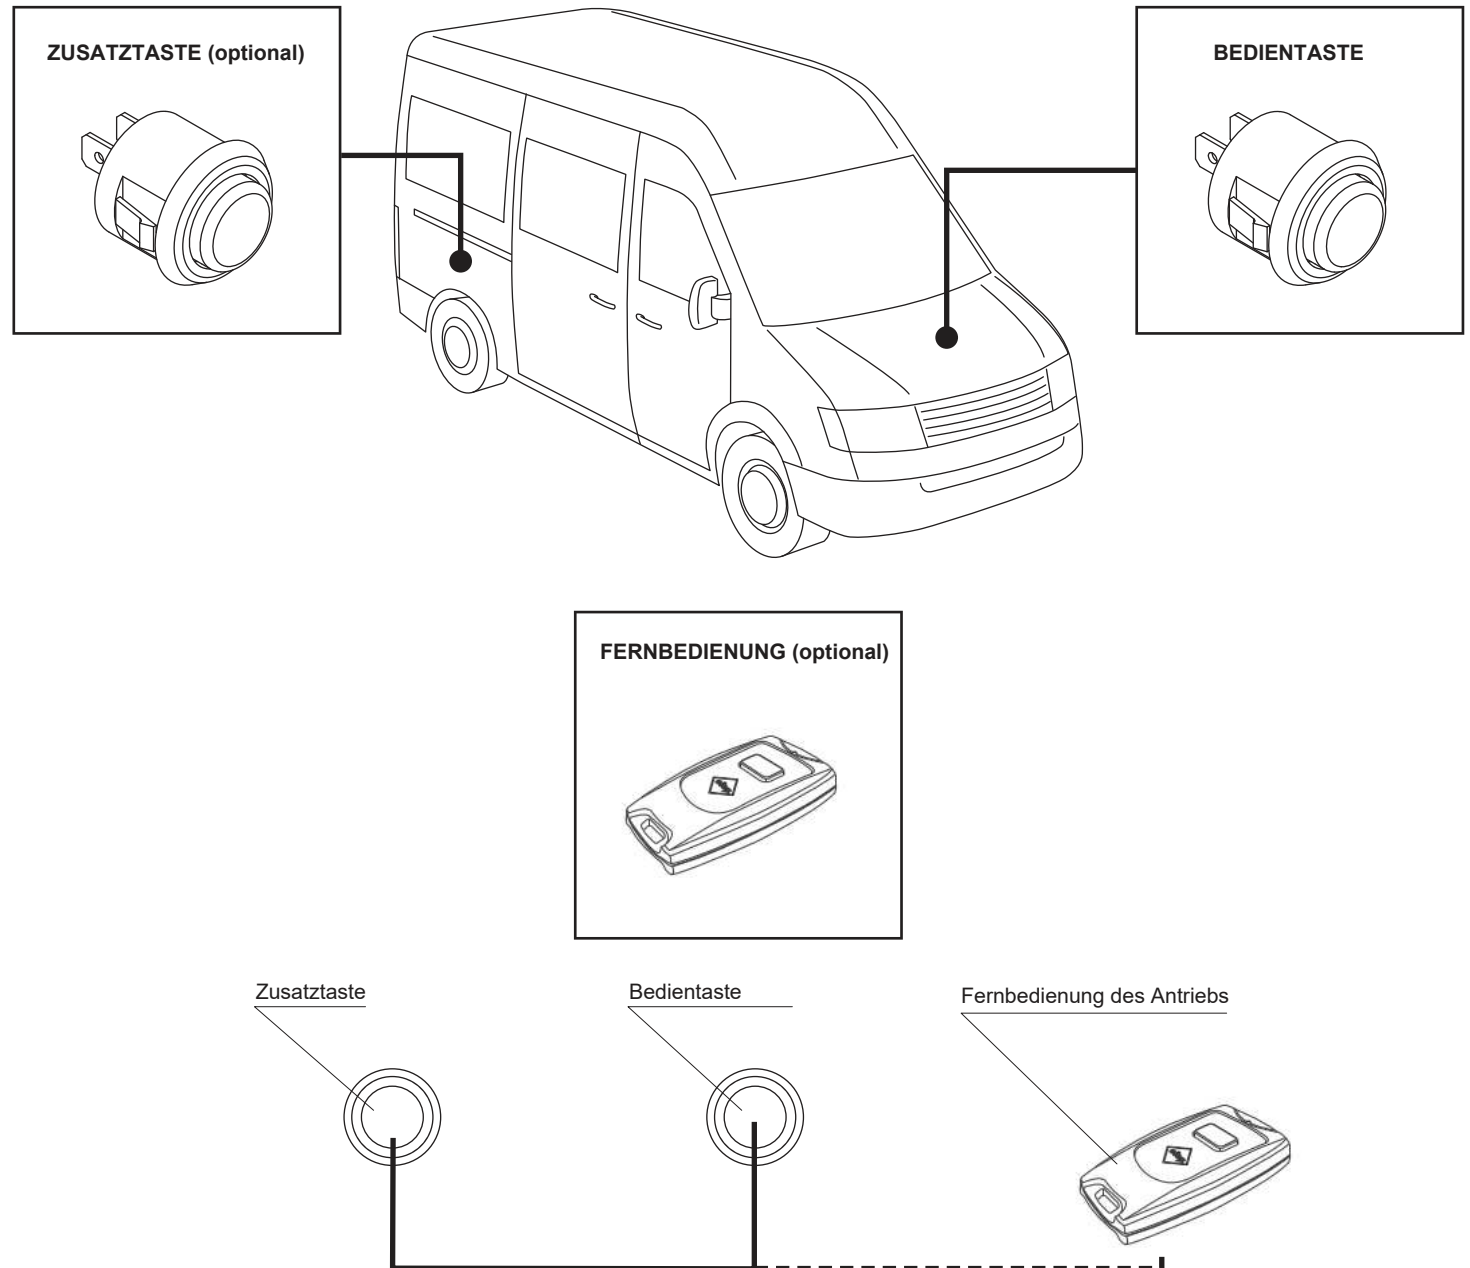 ZUSATZTASTE (optional)
BEDIENTASTE
FERNBEDIENUNG (optional)
Zusatztaste
Bedientaste
Fernbedienung des Antriebs